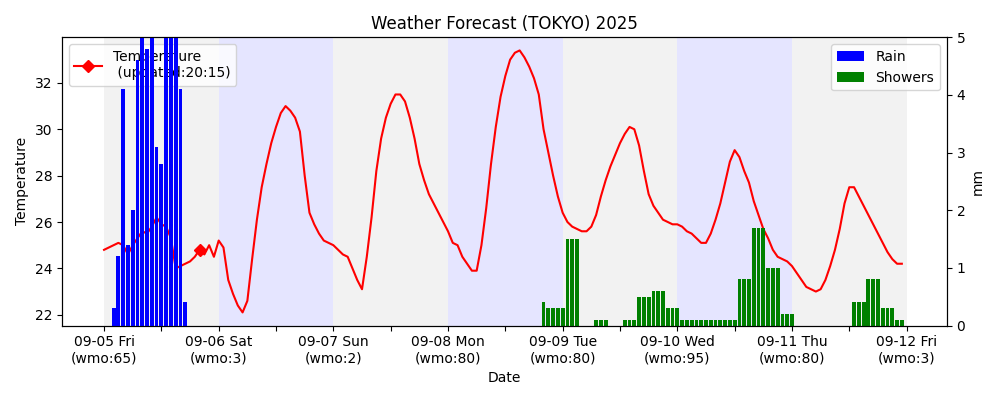 Weather Forecast (TOKYO) 2025
Temperature
(updated:20:15)
Rain
Showers
Temperature
32
30
28
26
24
22
5
4
3
2
1
0
mm
09-05 Fri
(wmo:65)
09-06 Sat
(wmo:3)
09-07 Sun
(wmo:2)
09-08 Mon
(wmo:80)
09-09 Tue
(wmo:80)
09-10 Wed
(wmo:95)
09-11 Thu
(wmo:80)
09-12 Fri
(wmo:3)
Date